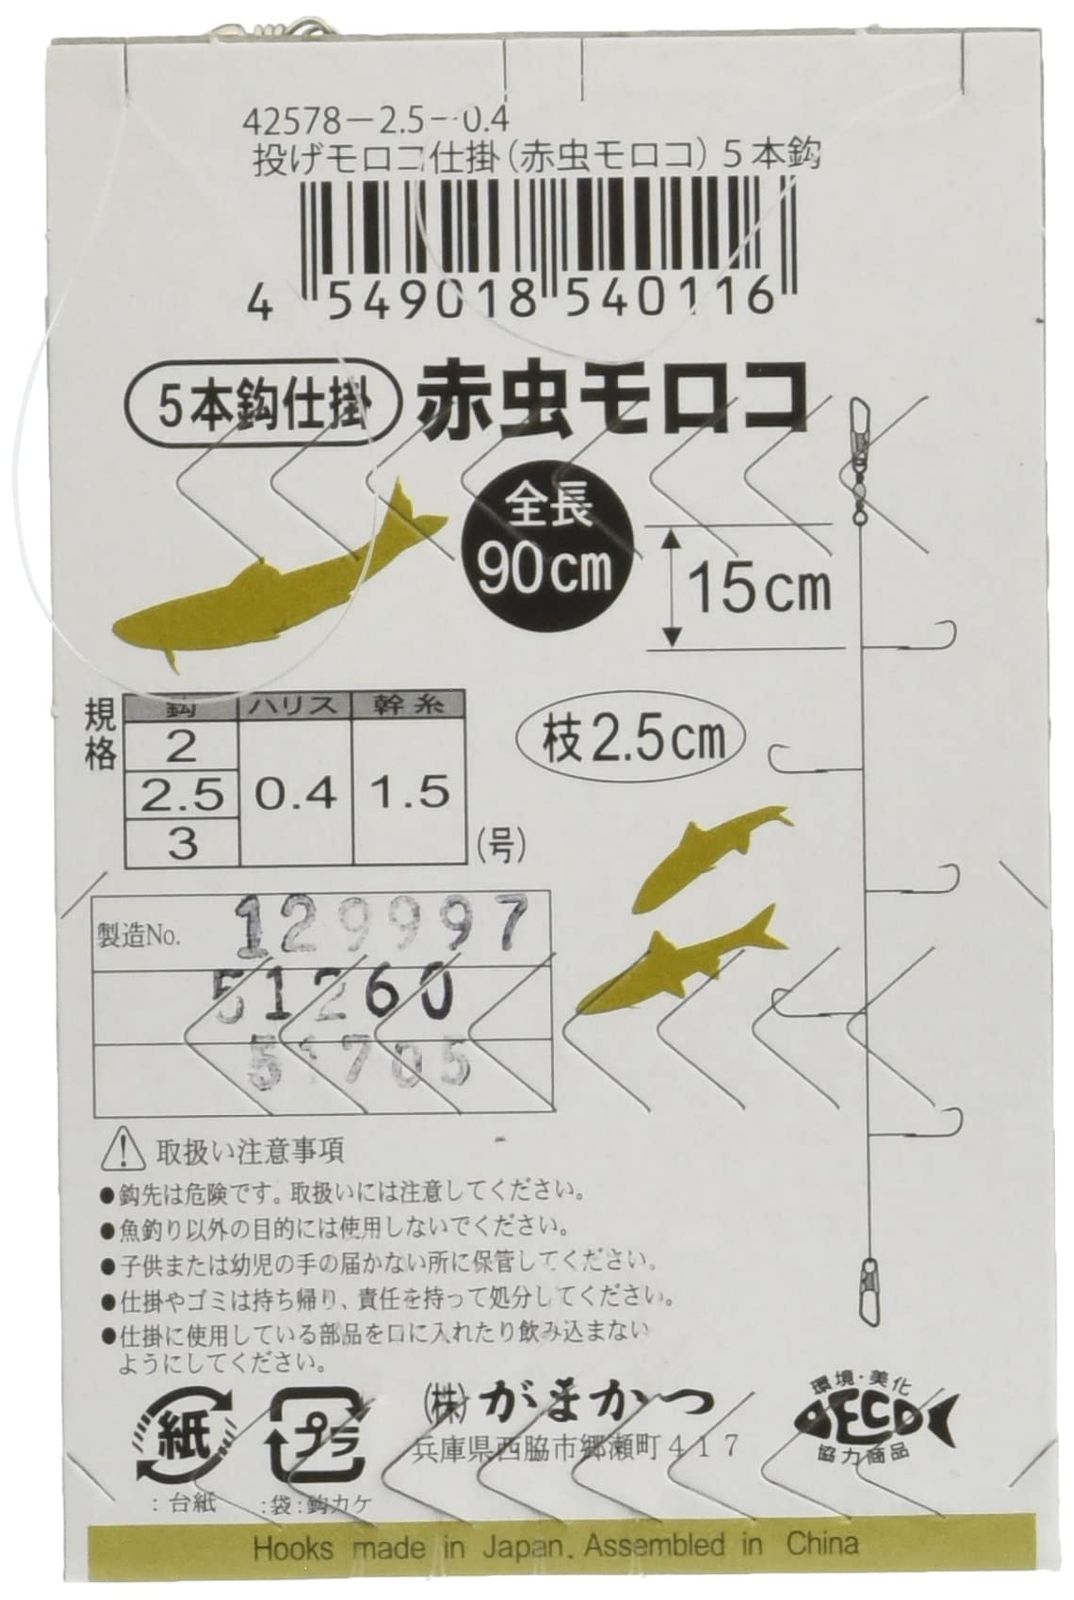 42578-2.5-0.4
投げモロコ仕掛(赤虫モロコ)5本鈎
4 549018 540116
5本鈎仕掛 赤虫モロコ
全長
90cm
15cm
枝2.5cm
規格
鈎 ハリス 幹糸
2
2.5 0.4 1.5
3
(号)
製造No. 129997
51260
51705
取扱い注意事項
●鈎先は危険です。取扱いには注意してください。
●魚釣り以外の目的には使用しないでください。
●子供または幼児の手の届かない所に保管してください。
●仕掛やゴミは持ち帰り、責任を持って処分してください。
●仕掛に使用している部品を口に入れたり飲み込まない
ようにしてください。
紙
:台紙
プラ
:袋:鈎カケ
(株)がまかつ
兵庫県西脇市郷瀬町417
環境・美化
ECO
協力商品
Hooks made in Japan. Assembled in China